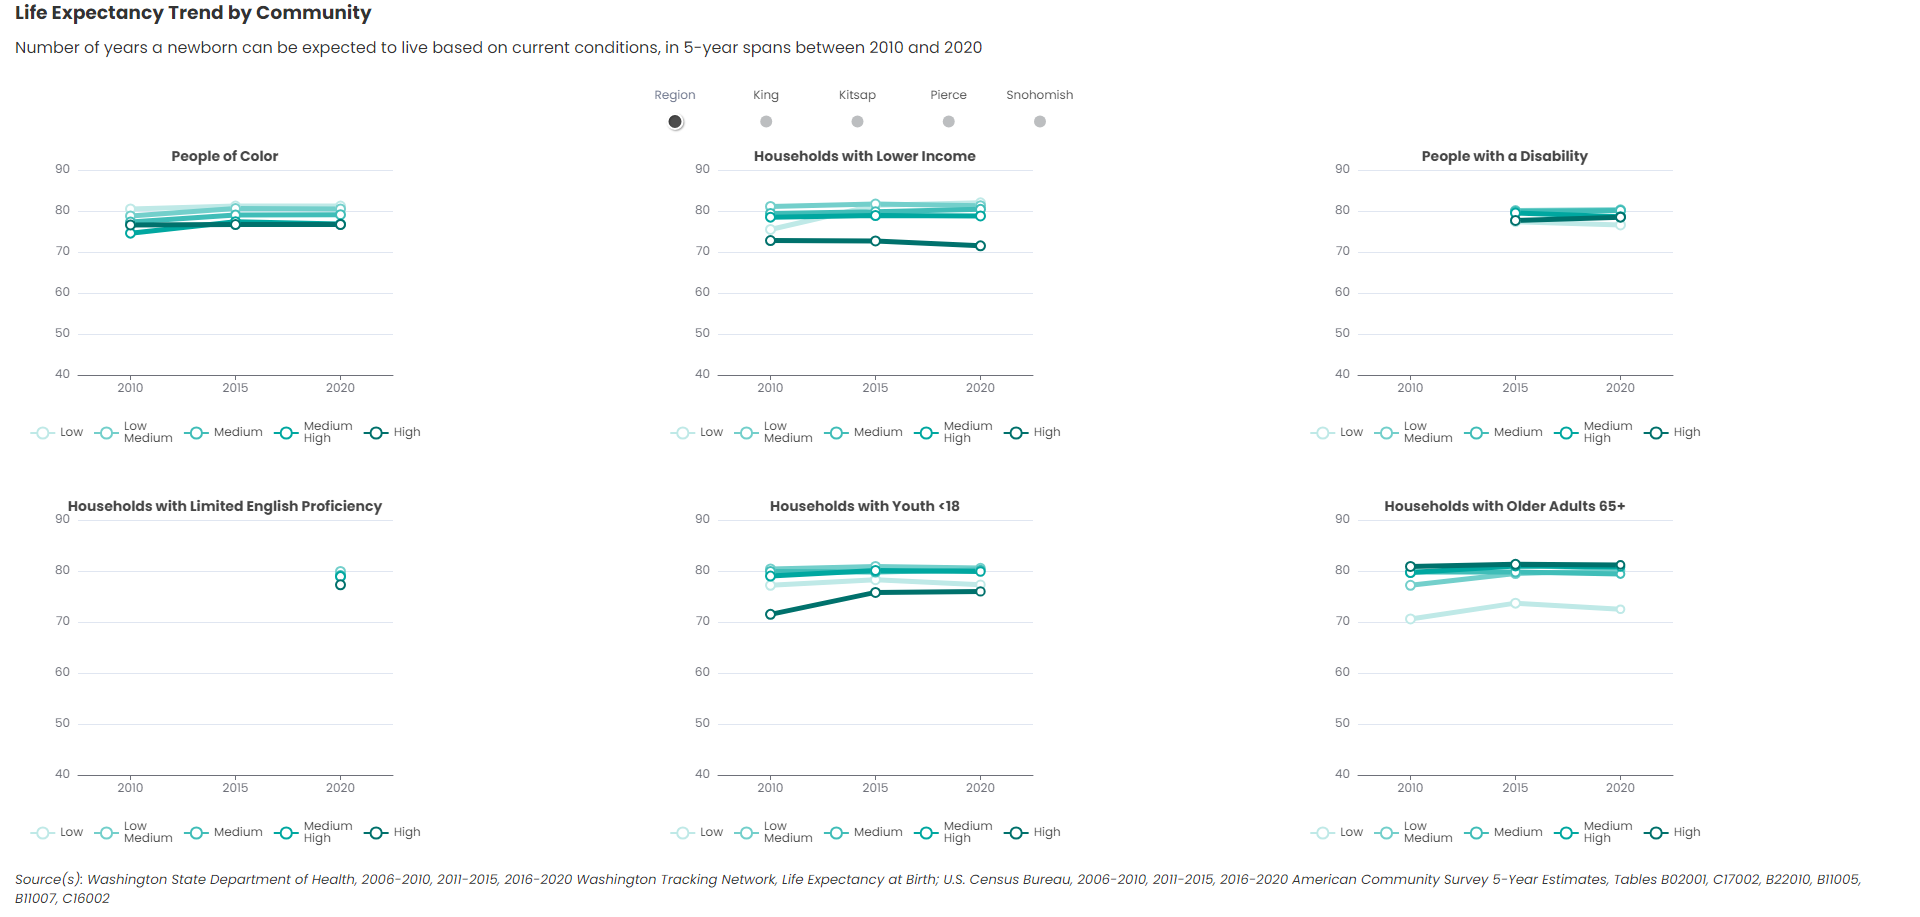 Life Expectancy Trend by Community
Number of years a newborn can be expected to live based on current conditions, in 5-year spans between 2010 and 2020
Region King Kitsap Pierce Snohomish
People of Color
90
80
70
60
50
40
2010 2015 2020
Low
Low
Medium
Medium
Medium
High
High
Households with Lower Income
90
80
70
60
50
40
2010 2015 2020
Low
Low
Medium
Medium
Medium
High
High
People with a Disability
90
80
70
60
50
40
2010 2015 2020
Low
Low
Medium
Medium
Medium
High
High
Households with Limited English Proficiency
90
80
70
60
50
40
2010 2015 2020
Low
Low
Medium
Medium
Medium
High
High
Households with Youth <18
90
80
70
60
50
40
2010 2015 2020
Low
Low
Medium
Medium
Medium
High
High
Households with Older Adults 65+
90
80
70
60
50
40
2010 2015 2020
Low
Low
Medium
Medium
Medium
High
High
Source(s): Washington State Department of Health, 2006-2010, 2011-2015, 2016-2020 Washington Tracking Network, Life Expectancy at Birth; U.S. Census Bureau, 2006-2010, 2011-2015, 2016-2020 American Community Survey 5-Year Estimates, Tables B02001, C17002, B22010, B11005,
B11007, C16002